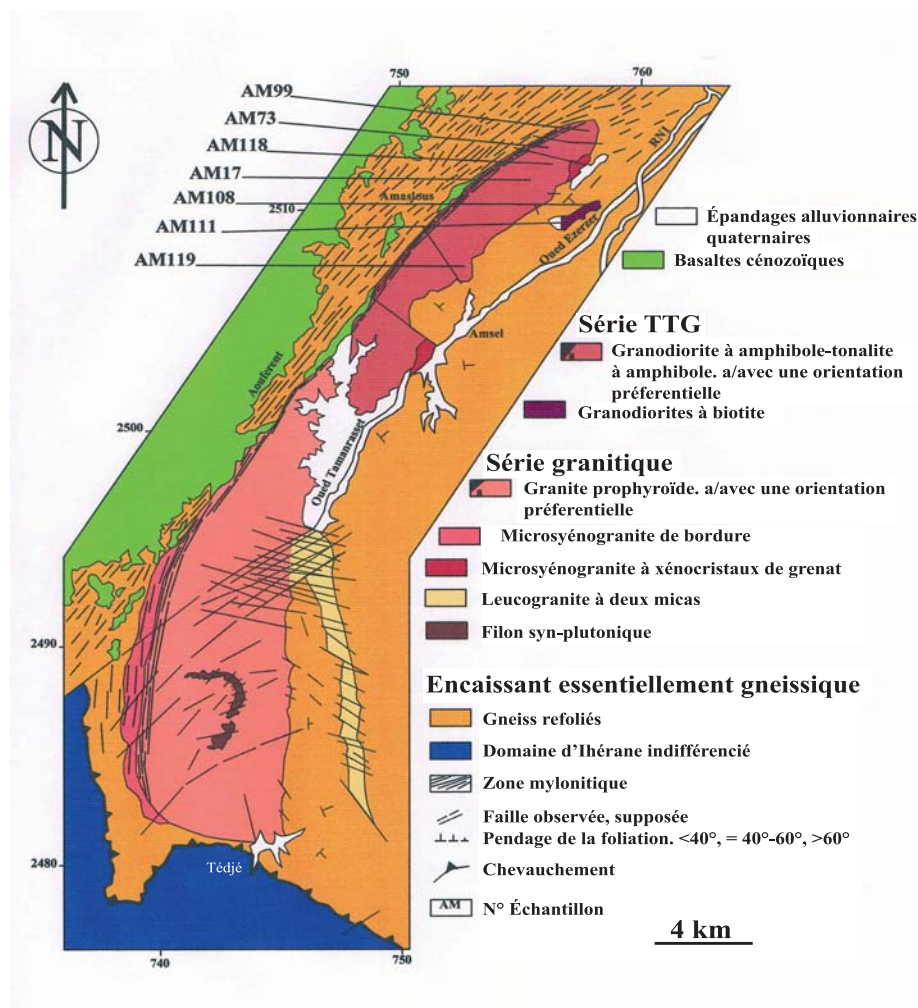 750
760
AM99
AM73
AM118
AM17
AM108
AM111
AM119
N
2510
2500
2490
2480
740
750
Amasious
Aouferent
Oued Ezerzer
RN1
Amsel
Oued Tamanrasset
Tédjé
Épandages alluvionnaires
quaternaires
Basaltes cénozoïques
Série TTG
a
Granodiorite à amphibole-tonalite
à amphibole. a/avec une orientation
préferentielle
Granodiorites à biotite
Série granitique
a
Granite prophyroïde. a/avec une orientation
préferentielle
Microsyénogranite de bordure
Microsyénogranite à xénocristaux de grenat
Leucogranite à deux micas
Filon syn-plutonique
Encaissant essentiellement gneissique
Gneiss refoliés
Domaine d'Ihérane indifférencié
Zone mylonitique
Faille observée, supposée
Pendage de la foliation. <40°, = 40°-60°, >60°
Chevauchement
AM
N° Échantillon
4 km